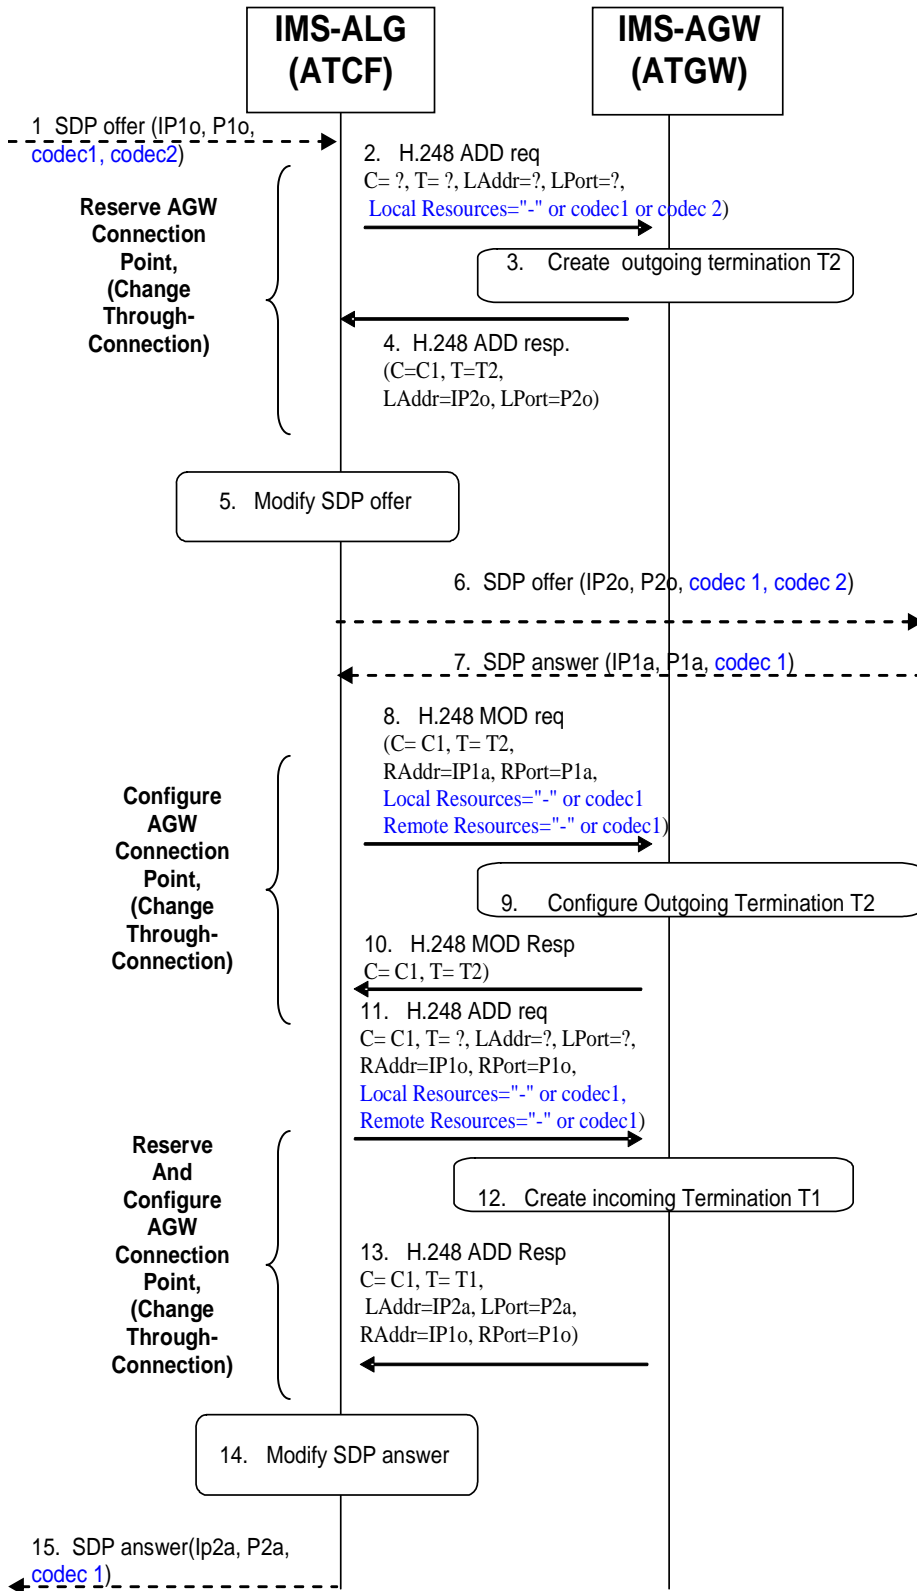 IMS-ALG
(ATCF)
IMS-AGW
(ATGW)
1 SDP offer (IP1o, P1o,
codec1, codec2)
2. H.248 ADD req
C= ?, T= ?, LAddr=?, LPort=?,
Local Resources="-" or codec1 or codec 2)
Reserve AGW
Connection
Point,
(Change
Through-
Connection)
3. Create outgoing termination T2
4. H.248 ADD resp.
(C=C1, T=T2,
LAddr=IP2o, LPort=P2o)
5. Modify SDP offer
6. SDP offer (IP2o, P2o, codec 1, codec 2)
7. SDP answer (IP1a, P1a, codec 1)
8. H.248 MOD req
(C= C1, T= T2,
RAddr=IP1a, RPort=P1a,
Local Resources="-" or codec1
Remote Resources="-" or codec1)
Configure
AGW
Connection
Point,
(Change
Through-
Connection)
9. Configure Outgoing Termination T2
10. H.248 MOD Resp
C= C1, T= T2)
11. H.248 ADD req
C= C1, T= ?, LAddr=?, LPort=?,
RAddr=IP1o, RPort=P1o,
Local Resources="-" or codec1,
Remote Resources="-" or codec1)
Reserve
And
Configure
AGW
Connection
Point,
(Change
Through-
Connection)
12. Create incoming Termination T1
13. H.248 ADD Resp
C= C1, T= T1,
LAddr=IP2a, LPort=P2a,
RAddr=IP1o, RPort=P1o)
14. Modify SDP answer
15. SDP answer(Ip2a, P2a,
codec 1)